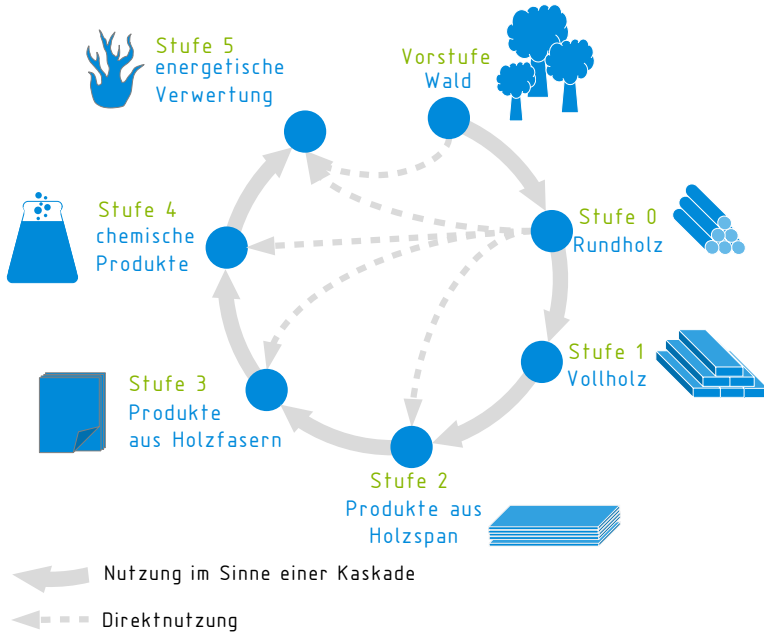 Vorstufe
Wald
Stufe 0
Rundholz
Stufe 1
Vollholz
Stufe 2
Produkte aus
Holzspan
Stufe 3
Produkte
aus Holzfasern
Stufe 4
chemische
Produkte
Stufe 5
energetische
Verwertung
Nutzung im Sinne einer Kaskade
Direktnutzung